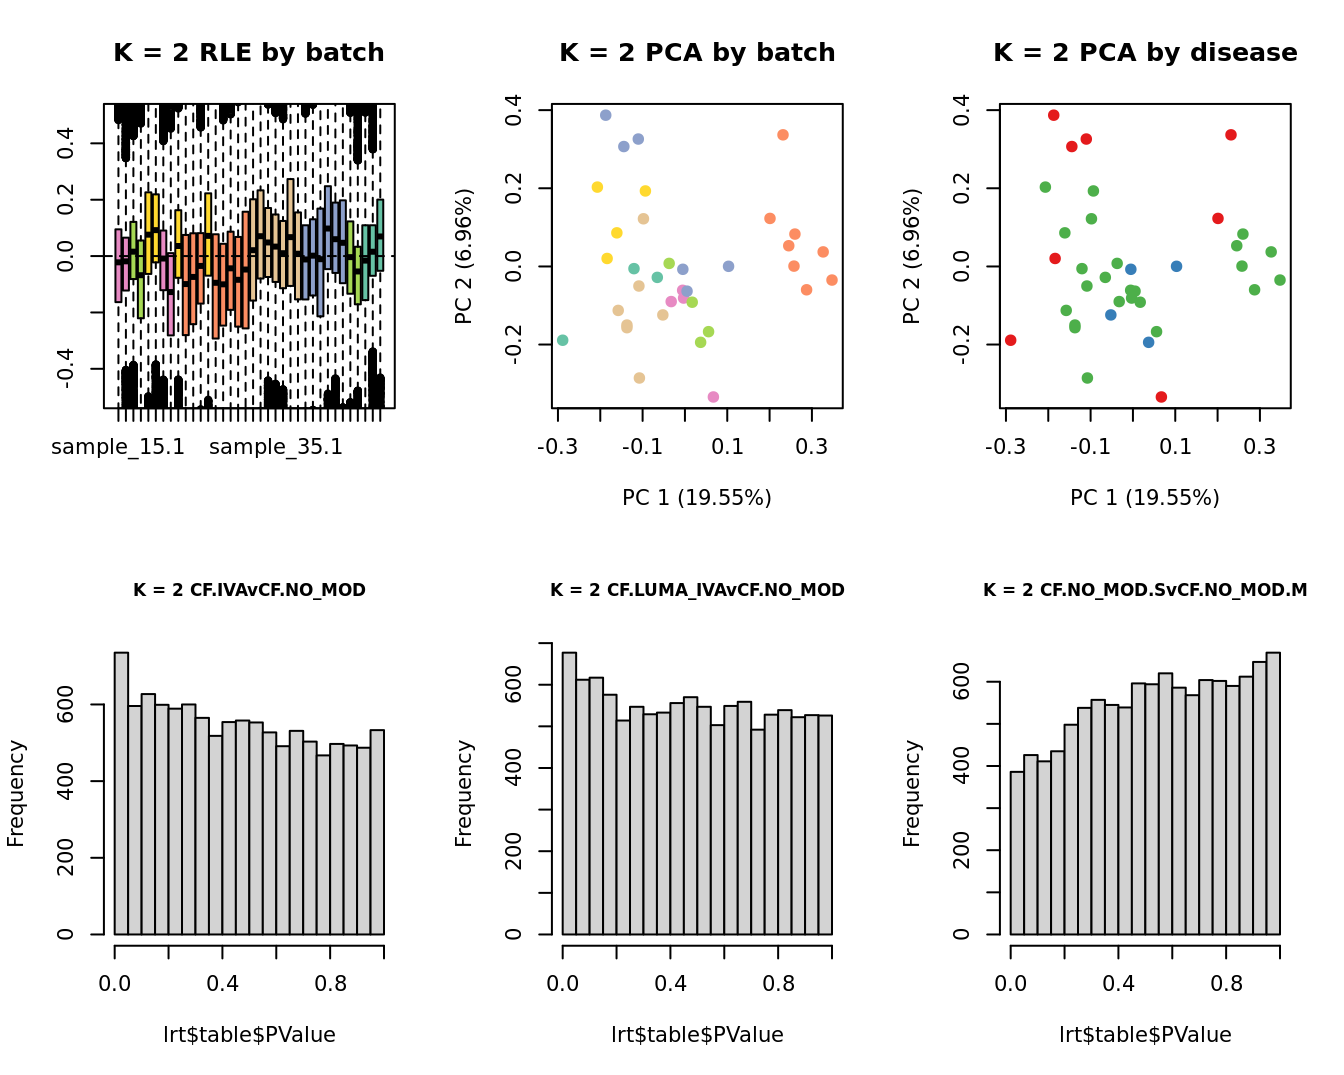 K = 2 RLE by batch
0.4
0.2
0.0
-0.4
sample_15.1
sample_35.1
K = 2 PCA by batch
PC 2 (6.96%)
0.4
0.2
0.0
-0.2
-0.3
-0.1
0.1
0.3
PC 1 (19.55%)
K = 2 PCA by disease
PC 2 (6.96%)
0.4
0.2
0.0
-0.2
-0.3
-0.1
0.1
0.3
PC 1 (19.55%)
K = 2 CF.IVAvCF.NO_MOD
Frequency
600
400
200
0
0.0
0.4
0.8
lrt$table$PValue
K = 2 CF.LUMA_IVAvCF.NO_MOD
Frequency
600
400
200
0
0.0
0.4
0.8
lrt$table$PValue
K = 2 CF.NO_MOD.SvCF.NO_MOD.M
Frequency
600
400
200
0
0.0
0.4
0.8
lrt$table$PValue